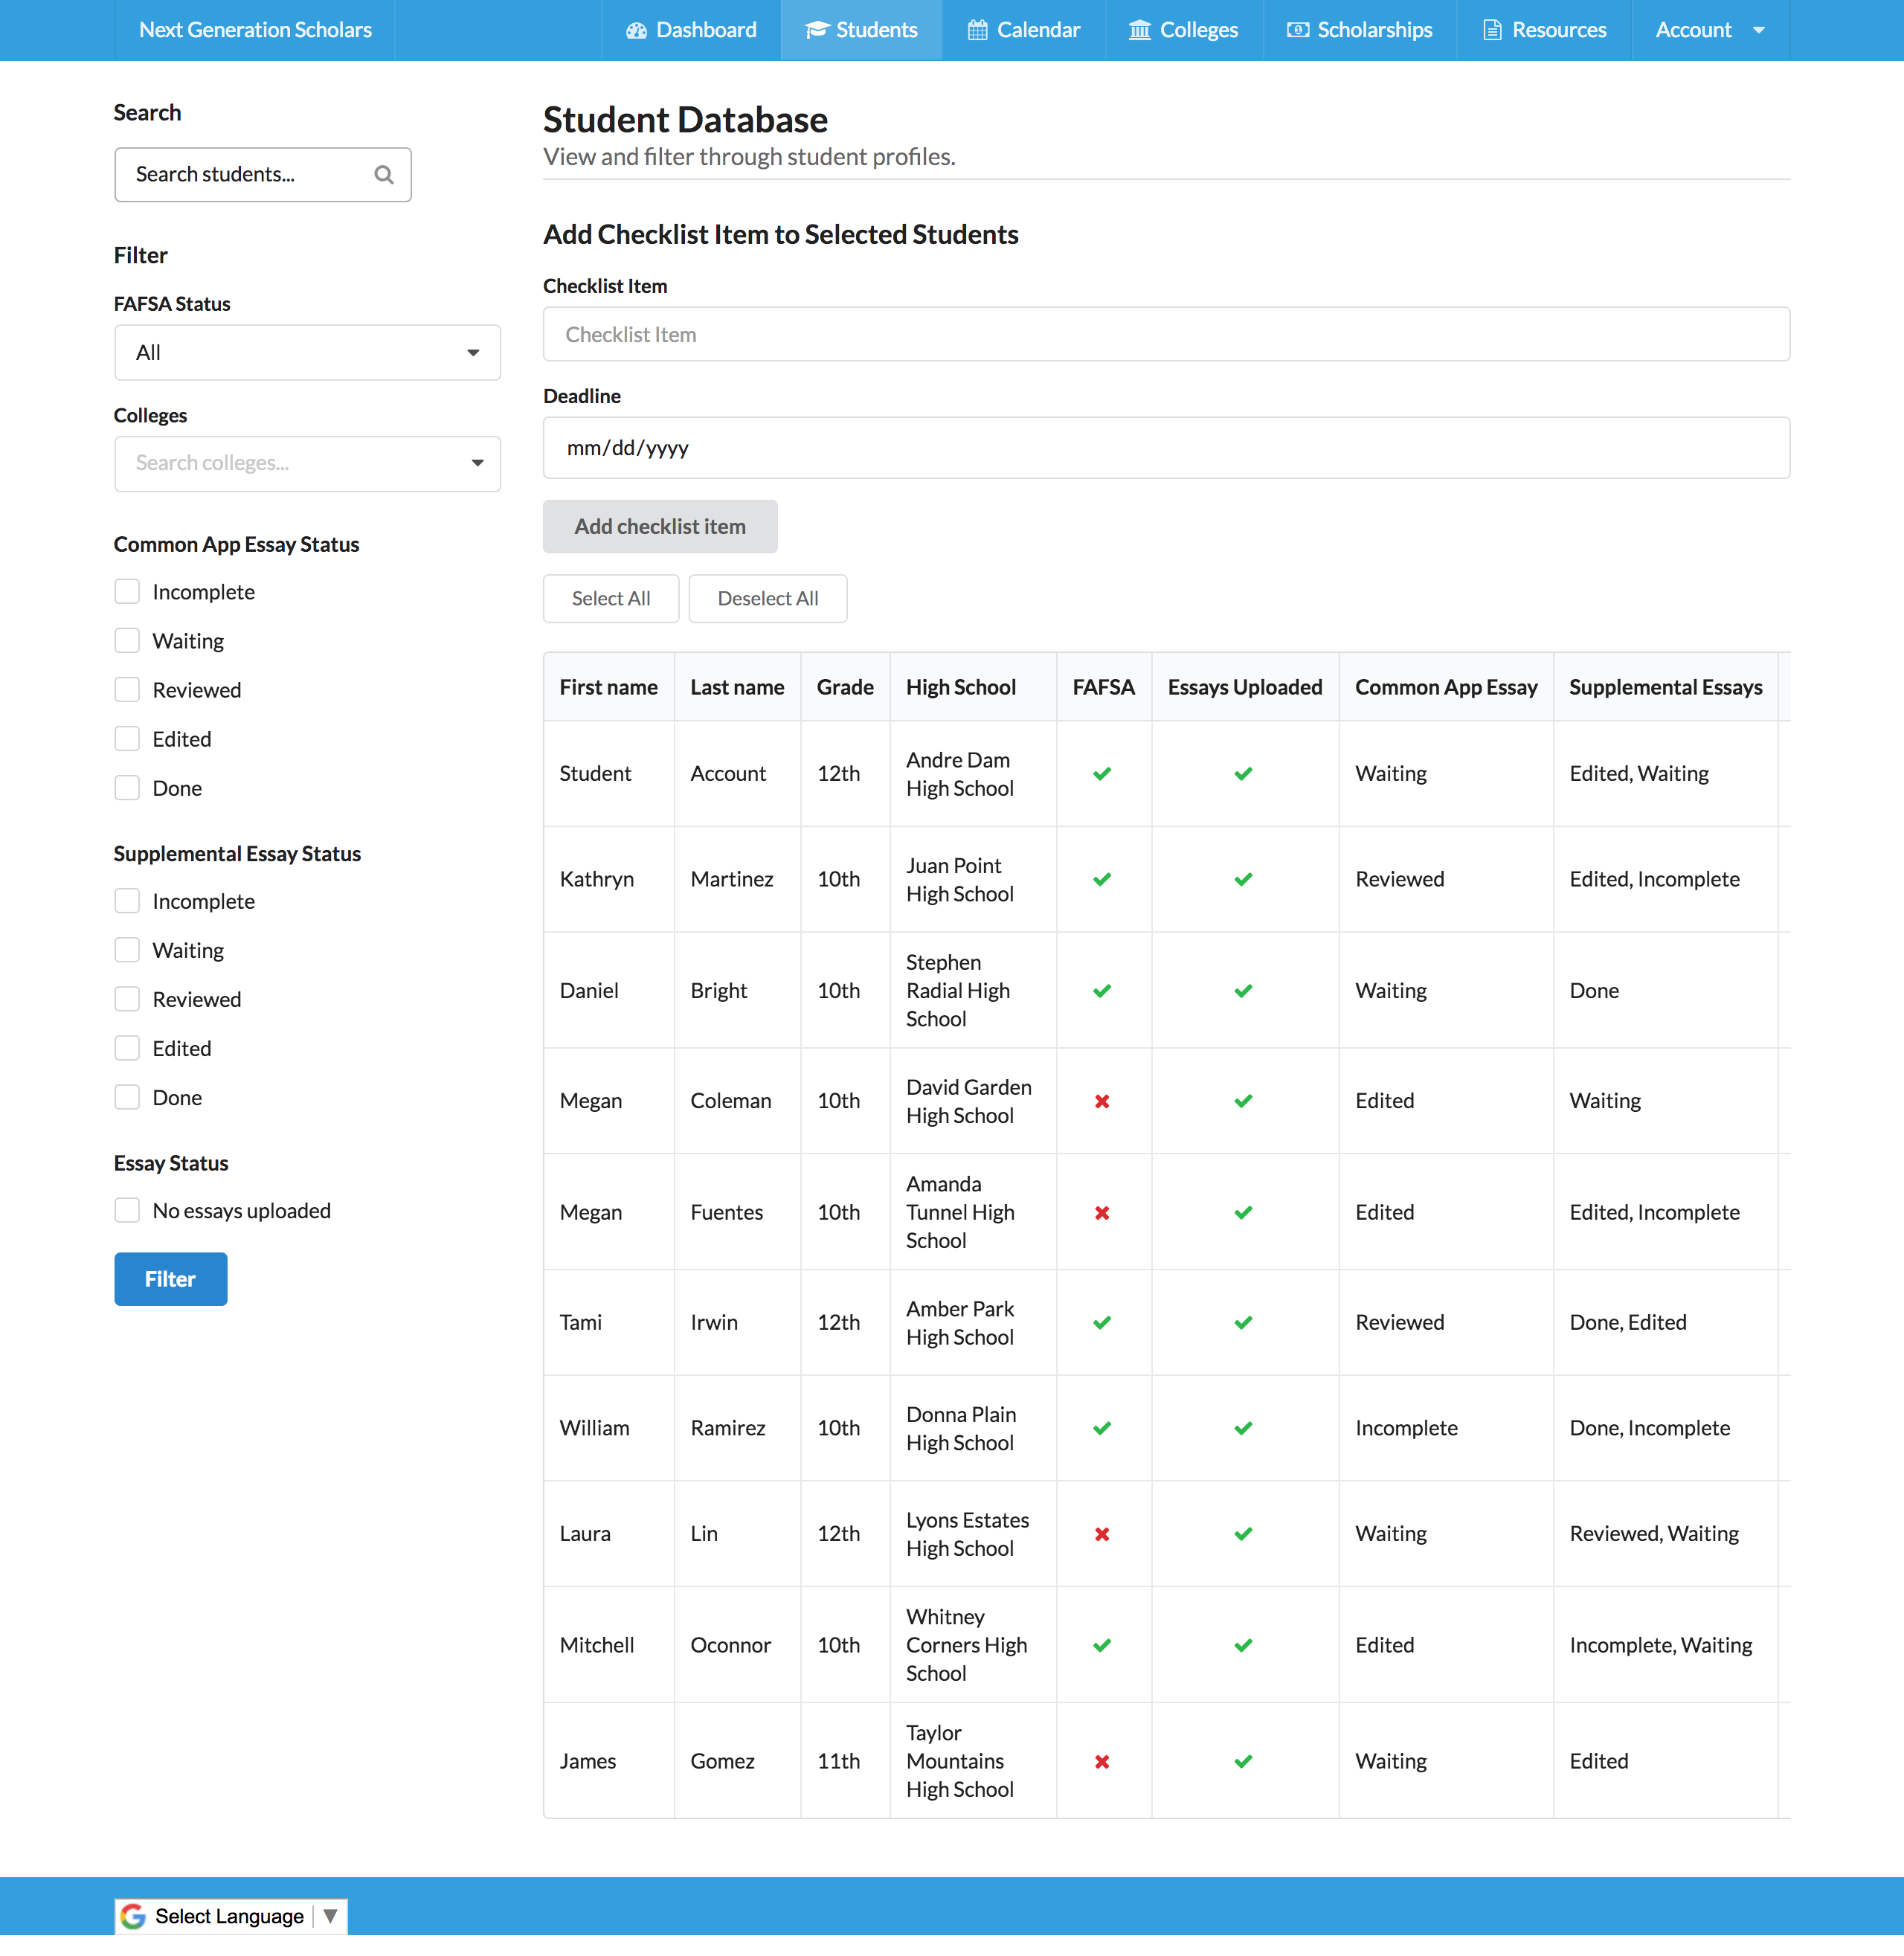 Next Generation Scholars
Dashboard
Students
Calendar
Colleges
Scholarships
Resources
Account
Search
Search students...
Filter
FAFSA Status
All
Colleges
Search colleges...
Common App Essay Status
Incomplete
Waiting
Reviewed
Edited
Done
Supplemental Essay Status
Incomplete
Waiting
Reviewed
Edited
Done
Essay Status
No essays uploaded
Filter
Student Database
View and filter through student profiles.
Add Checklist Item to Selected Students
Checklist Item
Checklist Item
Deadline
mm/dd/yyyy
Add checklist item
Select All Deselect All
First name Last name Grade High School FAFSA Essays Uploaded Common App Essay Supplemental Essays
Student Account 12th Andre Dam
High School
Waiting Edited, Waiting
Kathryn Martinez 10th Juan Point
High School
Reviewed Edited, Incomplete
Daniel Bright 10th Stephen
Radial High
School
Waiting Done
Megan Coleman 10th David Garden
High School
Edited Waiting
Megan Fuentes 10th Amanda
Tunnel High
School
Edited Edited, Incomplete
Tami Irwin 12th Amber Park
High School
Reviewed Done, Edited
William Ramirez 10th Donna Plain
High School
Incomplete Done, Incomplete
Laura Lin 12th Lyons Estates
High School
Waiting Reviewed, Waiting
Mitchell Oconnor 10th Whitney
Corners High
School
Edited Incomplete, Waiting
James Gomez 11th Taylor
Mountains
High School
Waiting Edited
Select Language